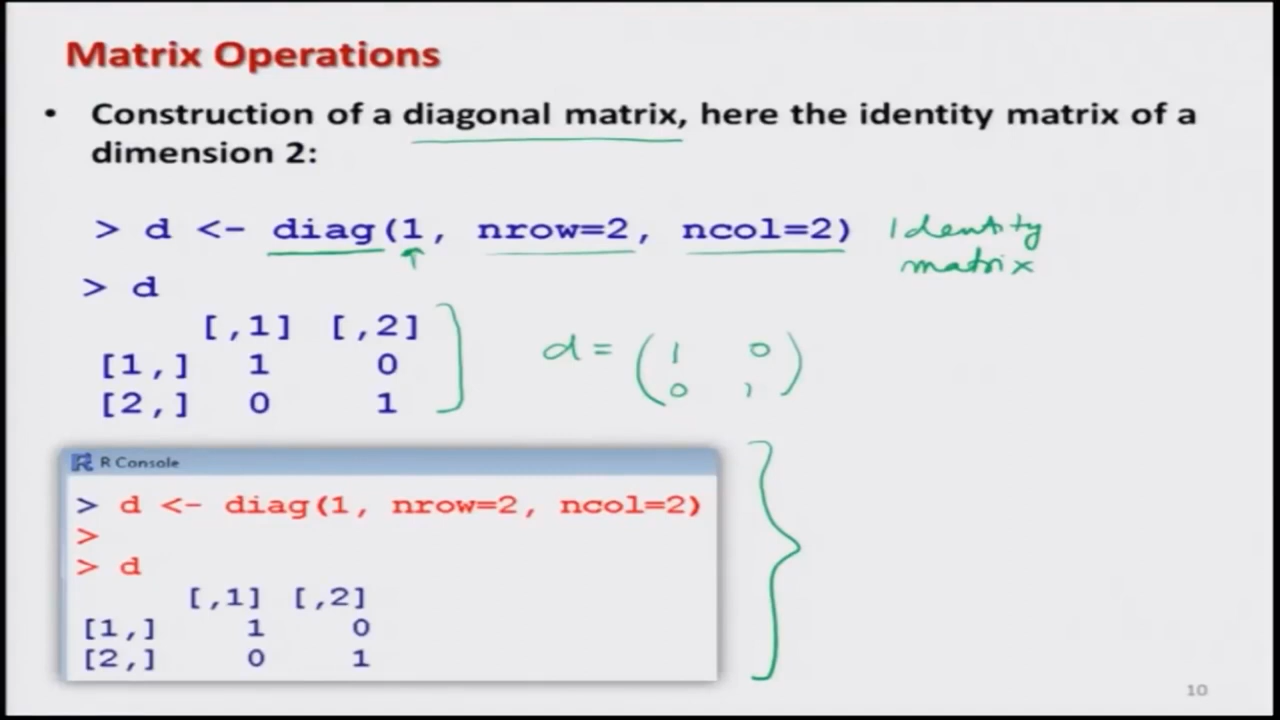 Matrix Operations
• Construction of a diagonal matrix, here the identity matrix of a
dimension 2:
> d <- diag(1, nrow=2, ncol=2) Identity
matrix
> d
[,1] [,2]
[1,] 1 0
[2,] 0 1
d = (1 0
0 1)
R Console
> d <- diag(1, nrow=2, ncol=2)
>
> d
[,1] [,2]
[1,] 1 0
[2,] 0 1
10